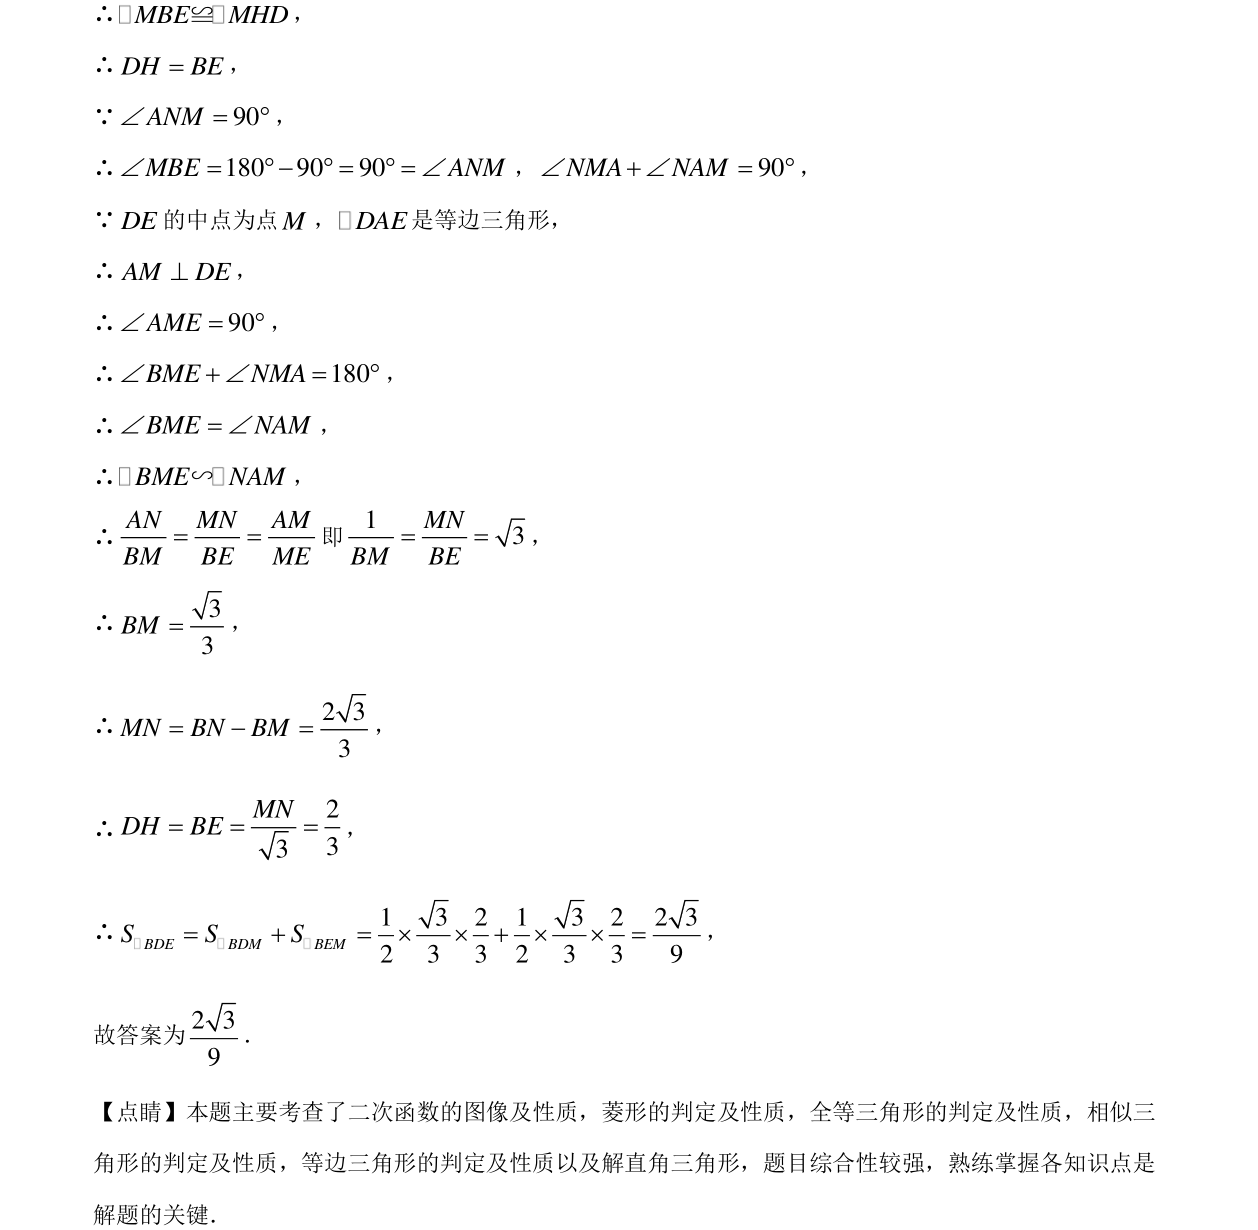 ∴□MBE≌□MHD，
∴DH = BE，
∵∠ANM = 90°，
∴∠MBE = 180° − 90° = 90° = ∠ANM，∠NMA + ∠NAM = 90°，
∵DE的中点为点M，□DAE是等边三角形，
∴AM ⊥ DE，
∴∠AME = 90°，
∴∠BME + ∠NMA = 180°，
∴∠BME = ∠NAM，
∴□BME∽□NAM，
∴AN/BM = MN/BE = AM/ME 即 1/BM = MN/BE = √3，
∴BM = √3/3，
∴MN = BN − BM = 2√3/3，
∴DH = BE = MN/√3 = 2/3，
∴S□BDE = S□BDM + S□BEM = 1/2 × √3/3 × 2/3 + 1/2 × √3/3 × 2/3 = 2√3/9，
故答案为 2√3/9．
【点睛】本题主要考查了二次函数的图像及性质，菱形的判定及性质，全等三角形的判定及性质，相似三
角形的判定及性质，等边三角形的判定及性质以及解直角三角形，题目综合性较强，熟练掌握各知识点是
解题的关键．